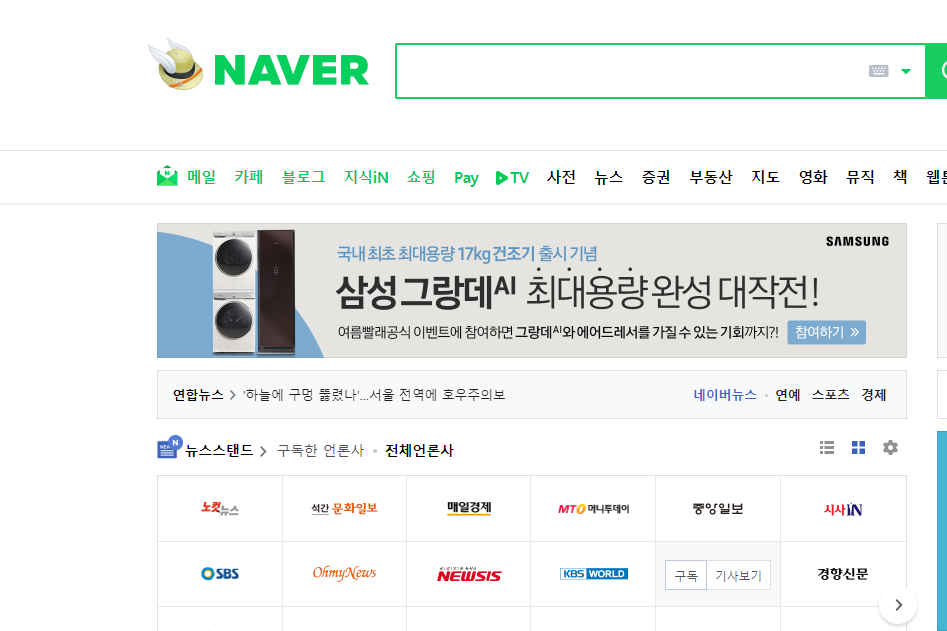 NAVER
메일 카페 블로그 지식iN 쇼핑 Pay TV 사전 뉴스 증권 부동산 지도 영화 뮤직 책
SAMSUNG
국내 최초 최대용량 17kg 건조기 출시 기념
삼성 그랑데AI 최대용량 완성 대작전!
여름빨래공식 이벤트에 참여하면 그랑데AI와 에어드레서를 가질 수 있는 기회까지?! 참여하기 »
연합뉴스 > '하늘에 구멍 뚫렸나'...서울 전역에 호우주의보 네이버뉴스 · 연예 스포츠 경제
NEWS N 뉴스스탠드 > 구독한 언론사 · 전체언론사
노컷뉴스 석간 문화일보 매일경제 MTO 머니투데이 중앙일보 시사IN
SBS OhmyNews NEWSIS KBS WORLD 구독 기사보기 경향신문